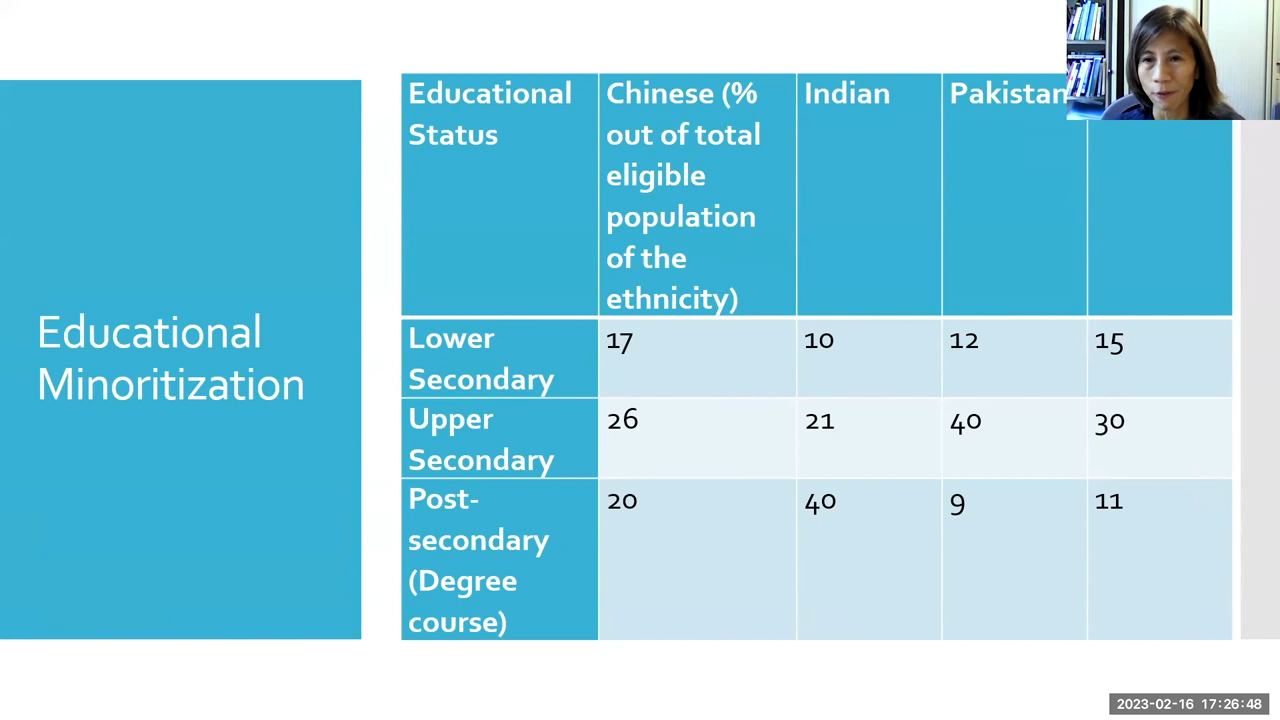 Educational
Minoritization
Educational
Status
Chinese (%
out of total
eligible
population
of the
ethnicity)
Indian
Pakistan
Lower
Secondary
17
10
12
15
Upper
Secondary
26
21
40
30
Post-
secondary
(Degree
course)
20
40
9
11
2023-02-16 17:26:48